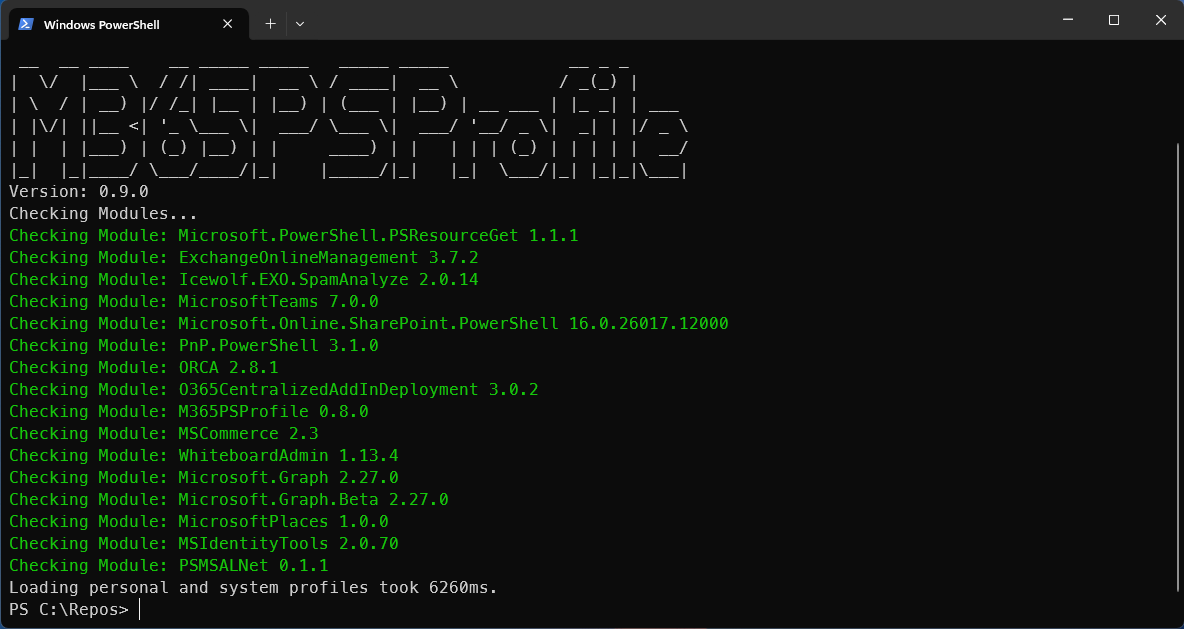 Windows PowerShell
M365PSProfile
Version: 0.9.0
Checking Modules...
Checking Module: Microsoft.PowerShell.PSResourceGet 1.1.1
Checking Module: ExchangeOnlineManagement 3.7.2
Checking Module: Icewolf.EXO.SpamAnalyze 2.0.14
Checking Module: MicrosoftTeams 7.0.0
Checking Module: Microsoft.Online.SharePoint.PowerShell 16.0.26017.12000
Checking Module: PnP.PowerShell 3.1.0
Checking Module: ORCA 2.8.1
Checking Module: O365CentralizedAddInDeployment 3.0.2
Checking Module: M365PSProfile 0.8.0
Checking Module: MSCommerce 2.3
Checking Module: WhiteboardAdmin 1.13.4
Checking Module: Microsoft.Graph 2.27.0
Checking Module: Microsoft.Graph.Beta 2.27.0
Checking Module: MicrosoftPlaces 1.0.0
Checking Module: MSIdentityTools 2.0.70
Checking Module: PSMSALNet 0.1.1
Loading personal and system profiles took 6260ms.
PS C:\Repos>